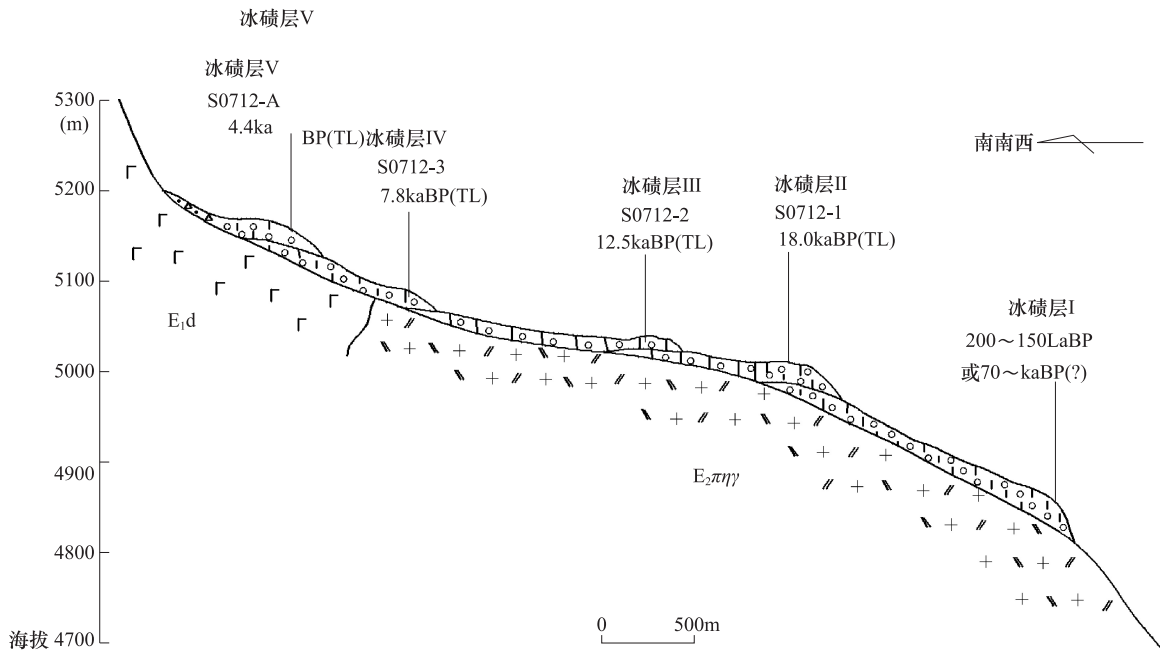 冰碛层V
冰碛层V
S0712-A
4.4ka
BP(TL)冰碛层IV
S0712-3
7.8kaBP(TL)
冰碛层III
S0712-2
12.5kaBP(TL)
冰碛层II
S0712-1
18.0kaBP(TL)
冰碛层I
200～150LaBP
或70～kaBP(?)
南南西
5300
(m)
5200
5100
5000
4900
4800
海拔 4700
E₁d
E₂πηγ
0 500m